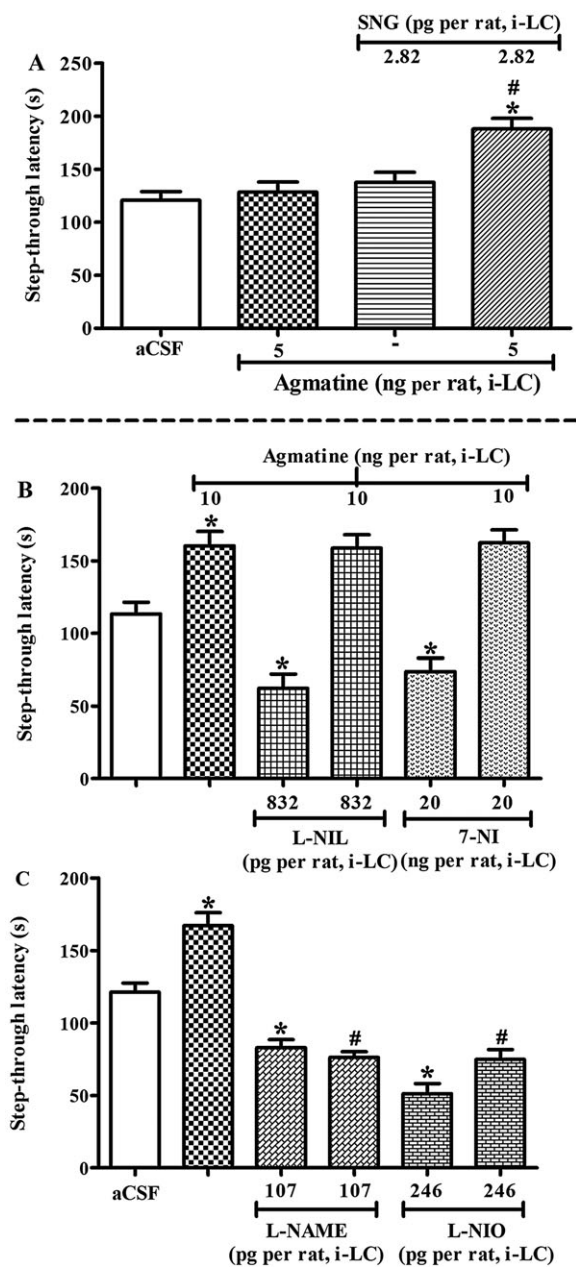 SNG (pg per rat, i-LC)
2.82 2.82
A
250
200
150
100
50
0
Step-through latency (s)
#
*
aCSF 5 - 5
Agmatine (ng per rat, i-LC)
Agmatine (ng per rat, i-LC)
B
10 10 10
200
150
100
50
0
Step-through latency (s)
* * *
832 832 20 20
L-NIL 7-NI
(pg per rat, i-LC) (ng per rat, i-LC)
C
200
150
100
50
0
Step-through latency (s)
* * # * #
aCSF 107 107 246 246
L-NAME L-NIO
(pg per rat, i-LC) (pg per rat, i-LC)